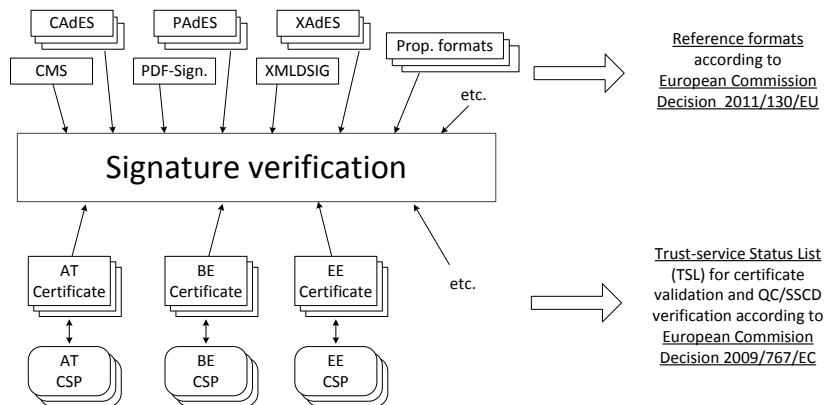 CAdES
PAdES
XAdES
Prop. formats
CMS
PDF-Sign.
XMLDSIG
etc.
Reference formats
according to
European Commission
Decision 2011/130/EU
Signature verification
AT
Certificate
BE
Certificate
EE
Certificate
etc.
AT
CSP
BE
CSP
EE
CSP
Trust-service Status List
(TSL) for certificate
validation and QC/SSCD
verification according to
European Commision
Decision 2009/767/EC